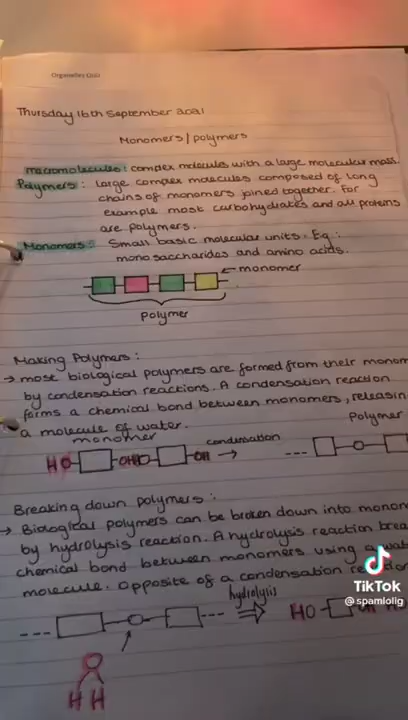 Organelles Quiz
Thursday 16th September 2021
Monomers/polymers
macromolecules: complex molecules with a large molecular mass.
Polymers: large complex molecules composed of long
chains of monomers joined together. For
example most carbohydrates and all proteins
are polymers.
Monomers: Small basic molecular units. Eg:
monosaccharides and amino acids.
monomer
polymer
Making Polymers:
→ most biological polymers are formed from their monom
by condensation reactions. A condensation reaction
forms a chemical bond between monomers, releasin
a molecule of water.
monomer
Polymer
HO OH HO OH → condensation
Breaking down polymers:
→ Biological polymers can be broken down into monom
by hydrolysis reaction. A hydrolysis reaction brea
chemical bond between monomers using a wat
molecule. Opposite of a condensation reaction
hydrolysis
HO OH HO
O
H H
TikTok
@spamlollg